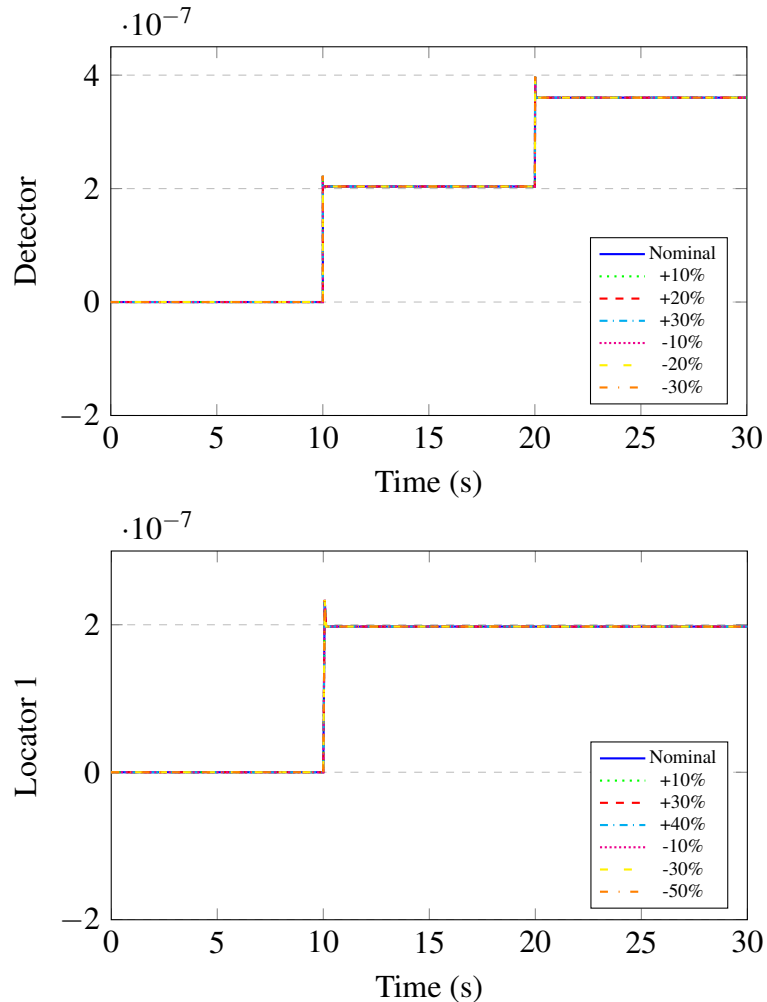 ·10⁻⁷
4
2
0
−2
Detector
Nominal
+10%
+20%
+30%
-10%
-20%
-30%
0 5 10 15 20 25 30
Time (s)
·10⁻⁷
2
0
−2
Locator 1
Nominal
+10%
+30%
+40%
-10%
-30%
-50%
0 5 10 15 20 25 30
Time (s)